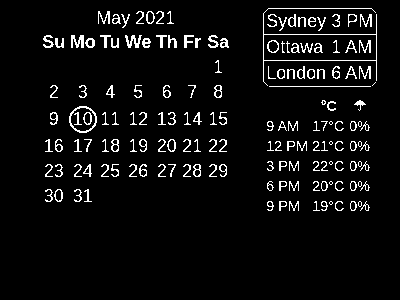 May 2021
Su Mo Tu We Th Fr Sa
1
2 3 4 5 6 7 8
9 10 11 12 13 14 15
16 17 18 19 20 21 22
23 24 25 26 27 28 29
30 31
Sydney 3 PM
Ottawa 1 AM
London 6 AM
°C ☂
9 AM 17°C 0%
12 PM 21°C 0%
3 PM 22°C 0%
6 PM 20°C 0%
9 PM 19°C 0%